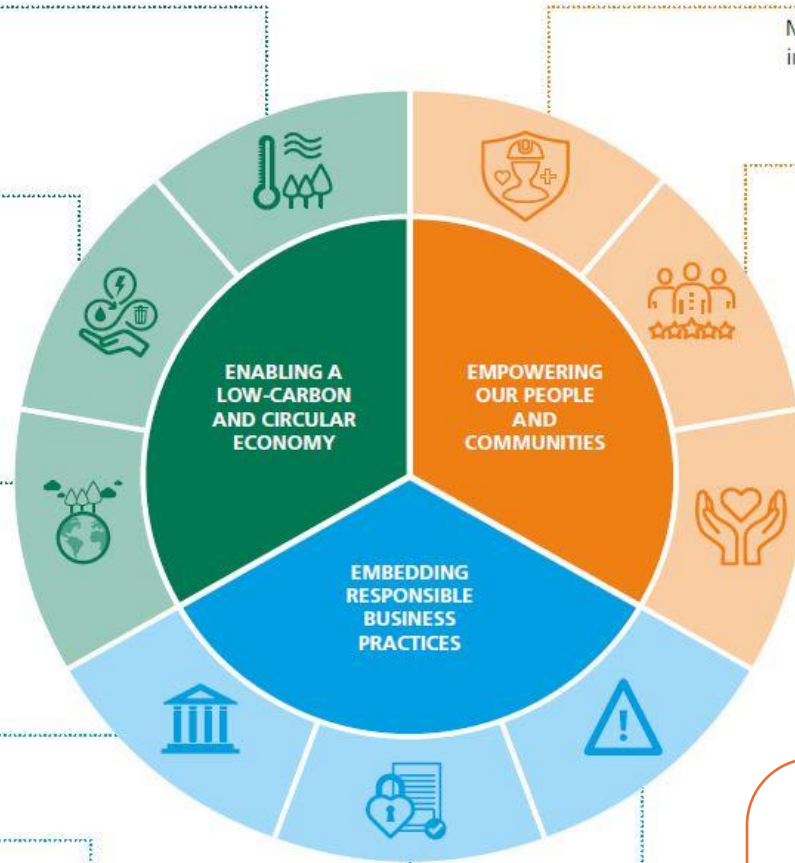 ENABLING A
LOW-CARBON
AND CIRCULAR
ECONOMY
EMPOWERING
OUR PEOPLE
AND
COMMUNITIES
EMBEDDING
RESPONSIBLE
BUSINESS
PRACTICES